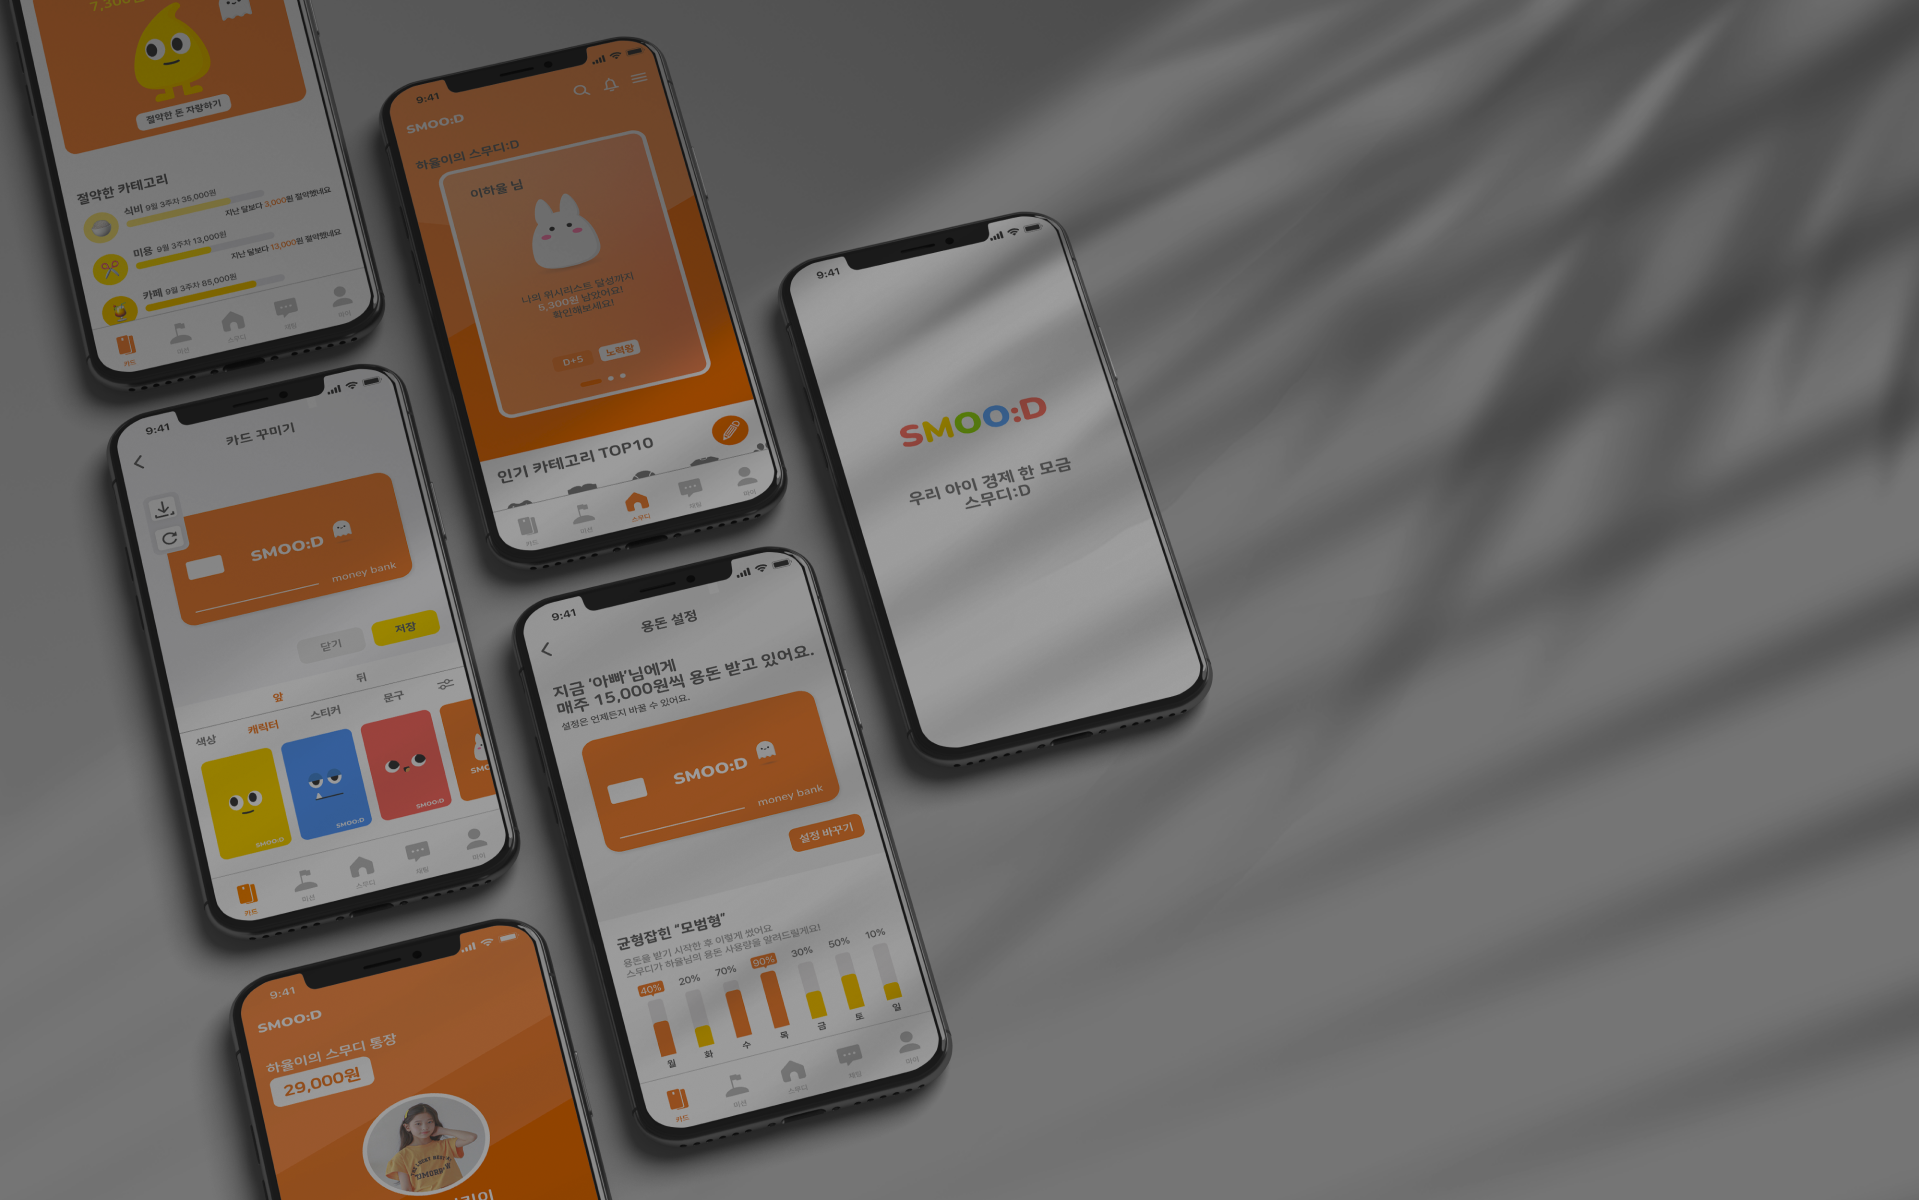 7,300원
절약한 돈 자랑하기
절약한 카테고리
식비 9월 3주차 35,000원
지난 달보다 3,000원 절약했네요
미용 9월 3주차 13,000원
지난 달보다 13,000원 절약했네요
카페 9월 3주차 85,000원
카드
미션
스무디
채팅
마이
9:41
SMOO:D
하율이의 스무디:D
이하율 님
나의 위시리스트 달성까지
5,300원 남았어요!
확인해보세요!
D+5
노력왕
인기 카테고리 TOP10
카드
미션
스무디
채팅
마이
9:41
SMOO:D
우리 아이 경제 한 모금
스무디:D
9:41
카드 꾸미기
SMOO:D
money bank
닫기
저장
앞
뒤
색상
캐릭터
스티커
문구
SMOO:D
SMOO:D
SMOO:D
SMO
카드
미션
스무디
채팅
마이
9:41
용돈 설정
지금 ‘아빠’님에게
매주 15,000원씩 용돈 받고 있어요.
설정은 언제든지 바꿀 수 있어요.
SMOO:D
money bank
설정 바꾸기
균형잡힌 “모범형”
용돈을 받기 시작한 후 이렇게 썼어요
스무디가 하율님의 용돈 사용량을 알려드릴게요!
40%
20%
70%
90%
30%
50%
10%
월
화
수
목
금
토
일
카드
미션
스무디
채팅
마이
9:41
SMOO:D
하율이의 스무디 통장
29,000원